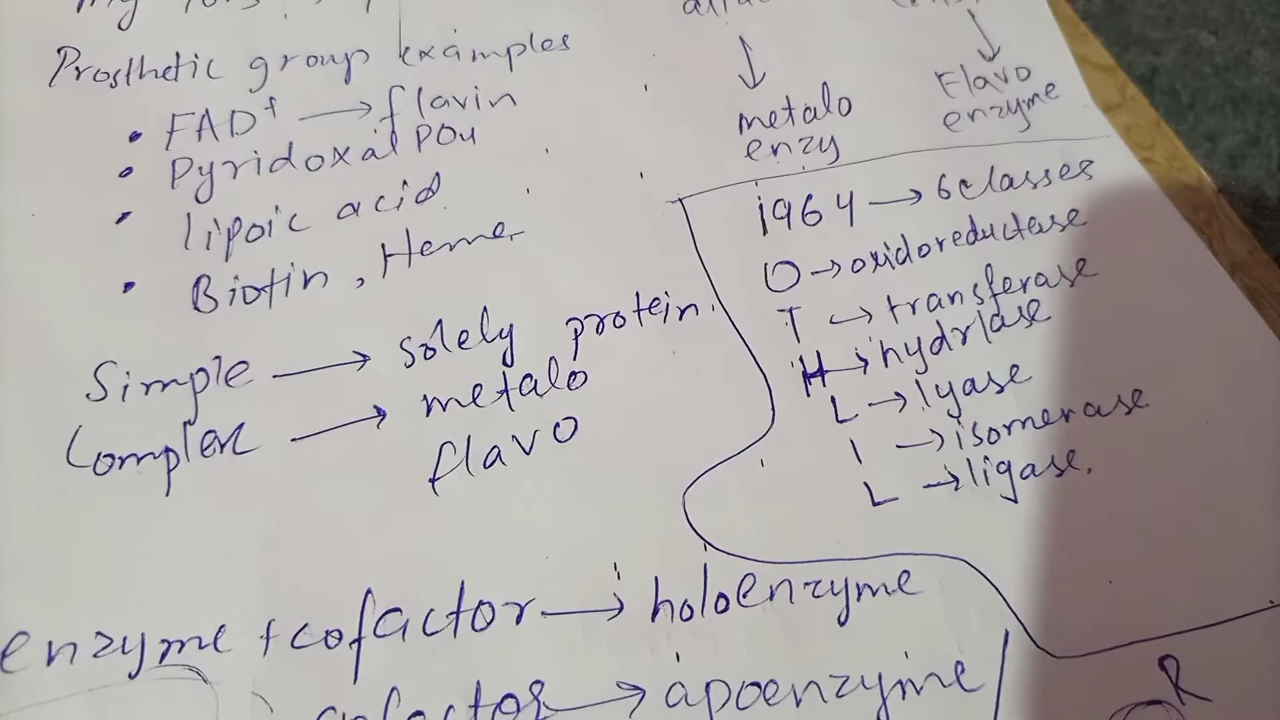 Prosthetic group examples
• FAD+ → flavin
• Pyridoxal PO4
• lipoic acid
• Biotin, Heme
Simple → solely protein
Complex → metalo
flavo
metalo
enzy
Flavo
enzyme
1964 → 6 classes
O → oxidoreductase
T → transferase
H → hydrlase
L → lyase
I → isomerase
L → ligase.
enzyme + cofactor → holoenzyme
cofactor → apoenzyme
R